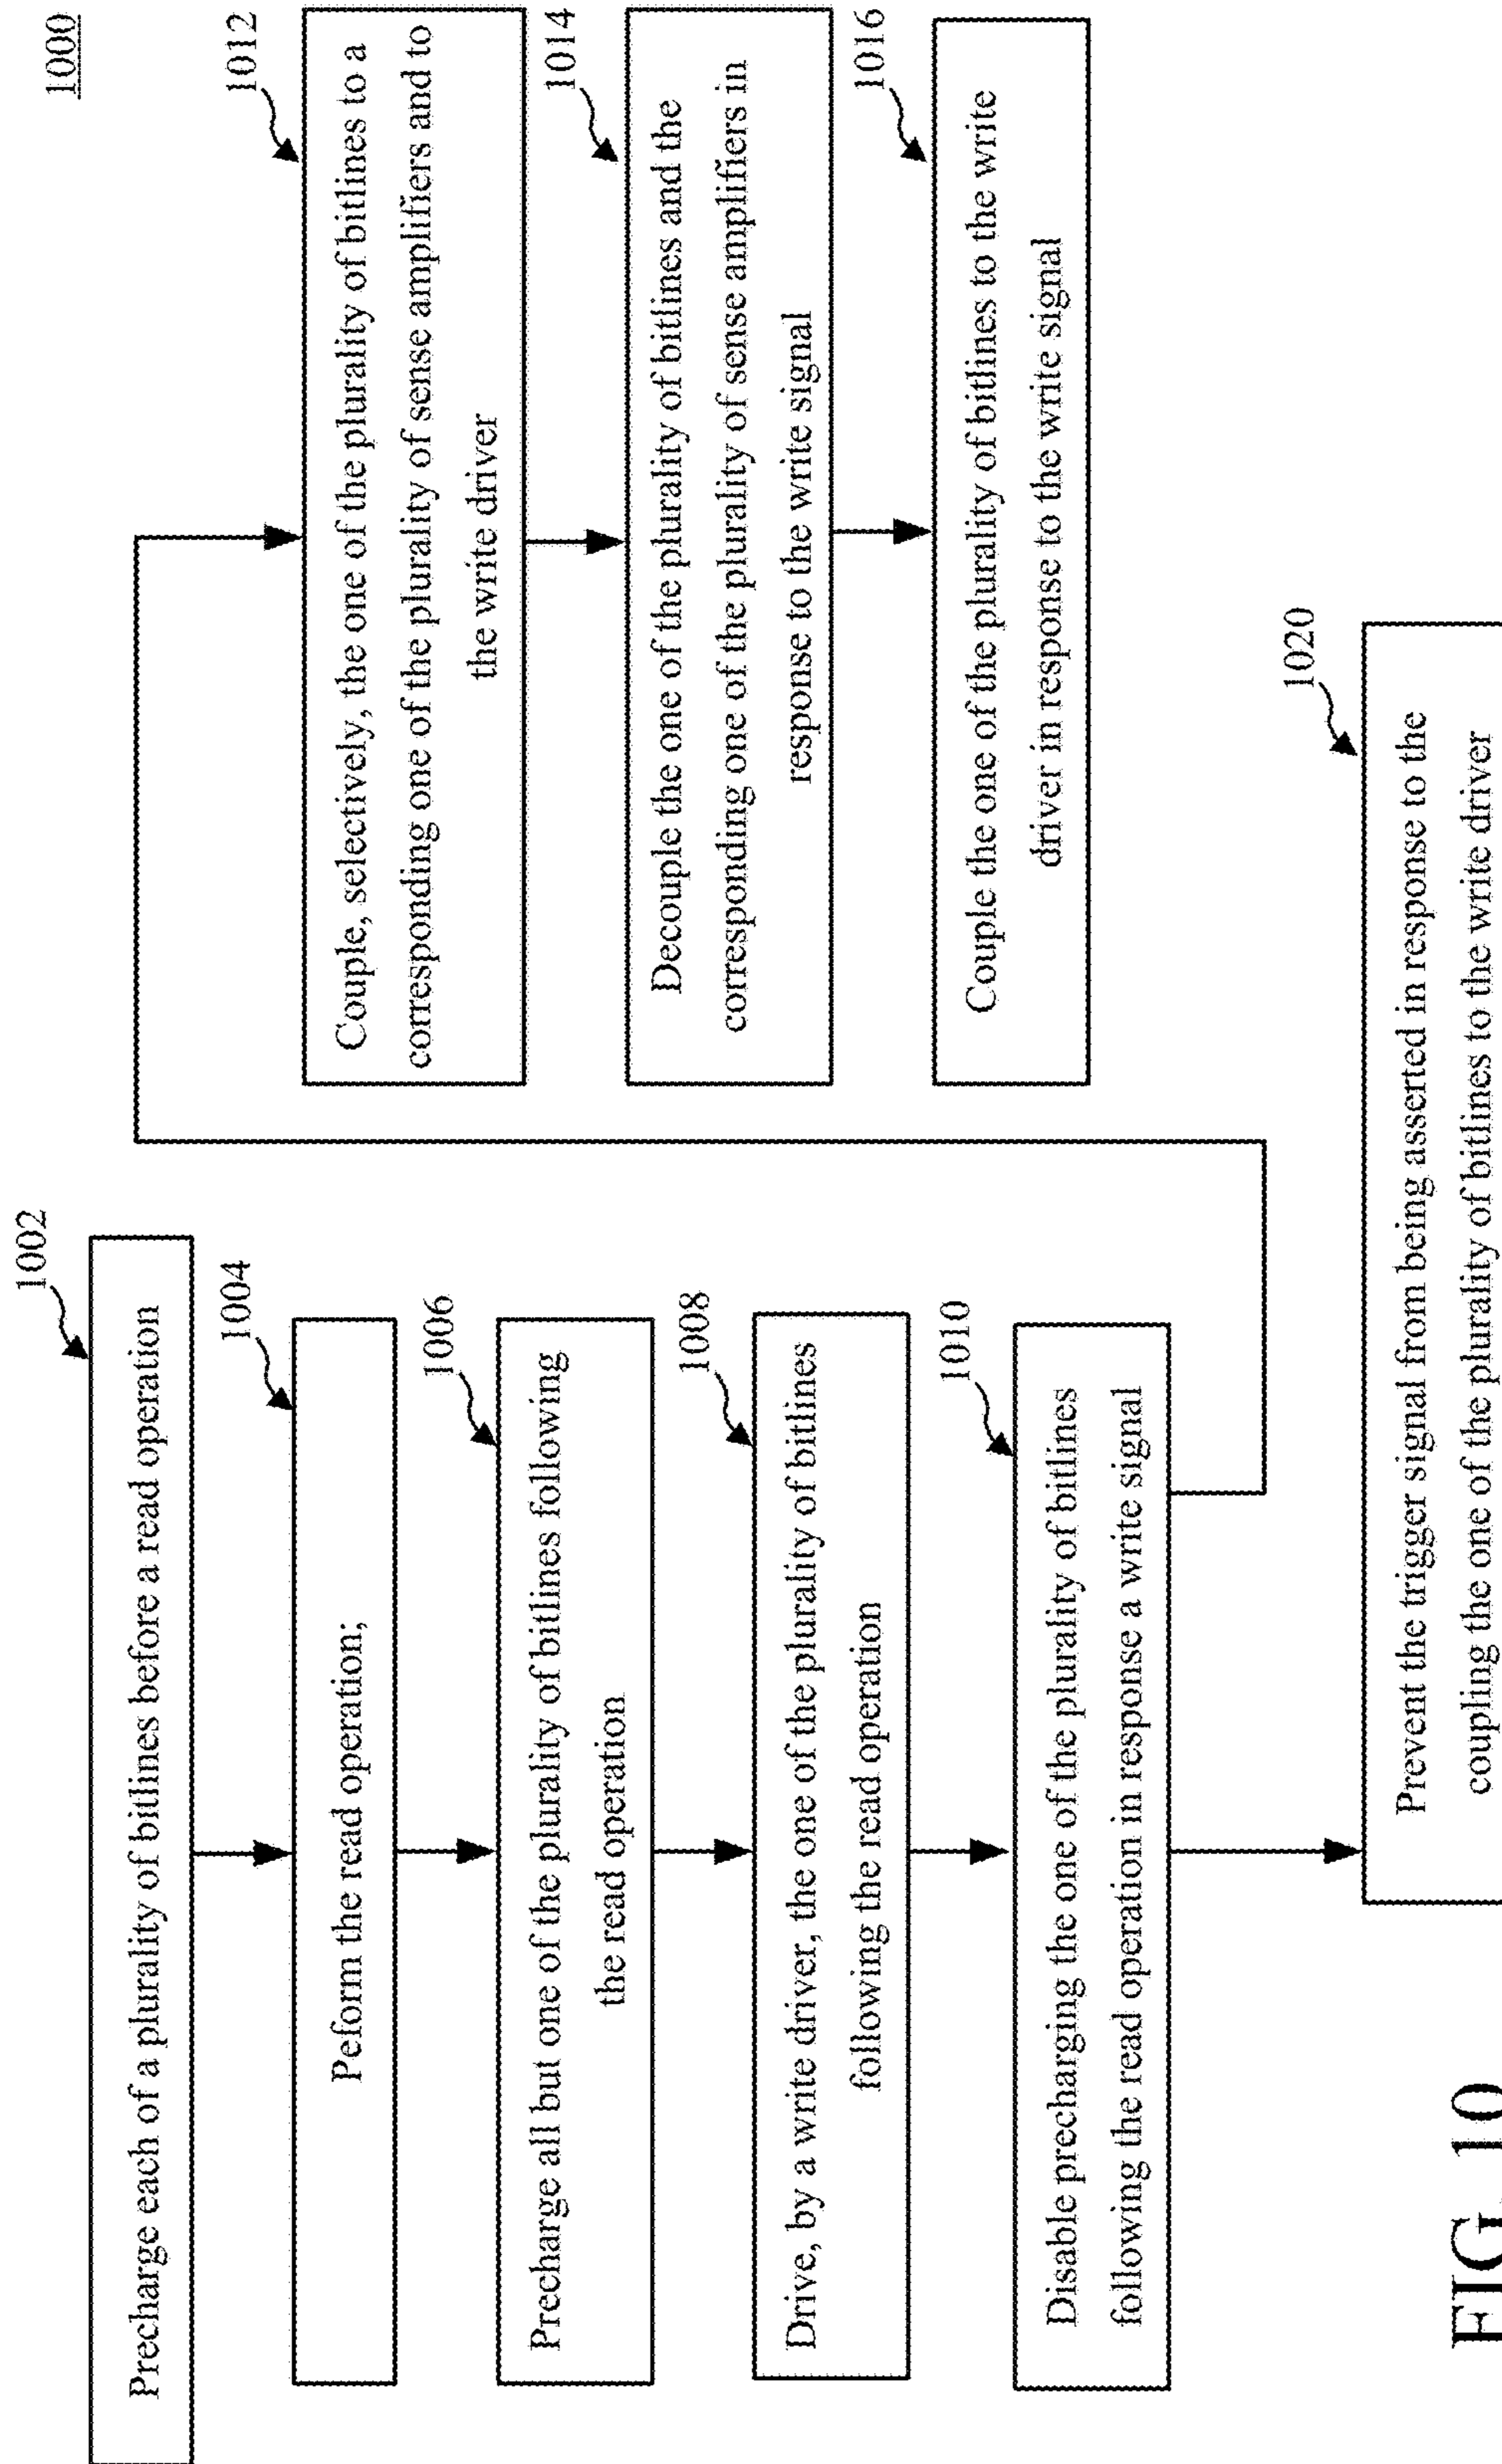 1000
1002
Precharge each of a plurality of bitlines before a read operation
1004
Peform the read operation;
1006
Precharge all but one of the plurality of bitlines following
the read operation
1008
Drive, by a write driver, the one of the plurality of bitlines
following the read operation
1010
Disable precharging the one of the plurality of bitlines
following the read operation in response a write signal
1012
Couple, selectively, the one of the plurality of bitlines to a
corresponding one of the plurality of sense amplifiers and to
the write driver
1014
Decouple the one of the plurality of bitlines and the
corresponding one of the plurality of sense amplifiers in
response to the write signal
1016
Couple the one of the plurality of bitlines to the write
driver in response to the write signal
1020
Prevent the trigger signal from being asserted in response to the
coupling the one of the plurality of bitlines to the write driver
FIG. 10